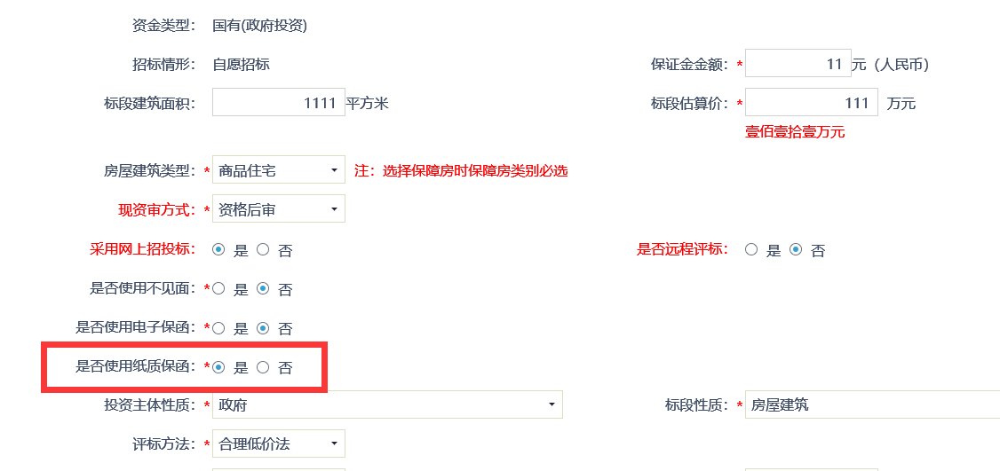 资金类型： 国有(政府投资)
招标情形： 自愿招标 保证金金额：* 11 元（人民币）
标段建筑面积： 1111 平方米 标段估算价：* 111 万元
壹佰壹拾壹万元
房屋建筑类型：* 商品住宅 注：选择保障房时保障房类别必选
现资审方式：* 资格后审
采用网上招投标： 是 否 是否远程评标： 是 否
是否使用不见面：* 是 否
是否使用电子保函：* 是 否
是否使用纸质保函：* 是 否
投资主体性质：* 政府 标段性质：* 房屋建筑
评标方法：* 合理低价法